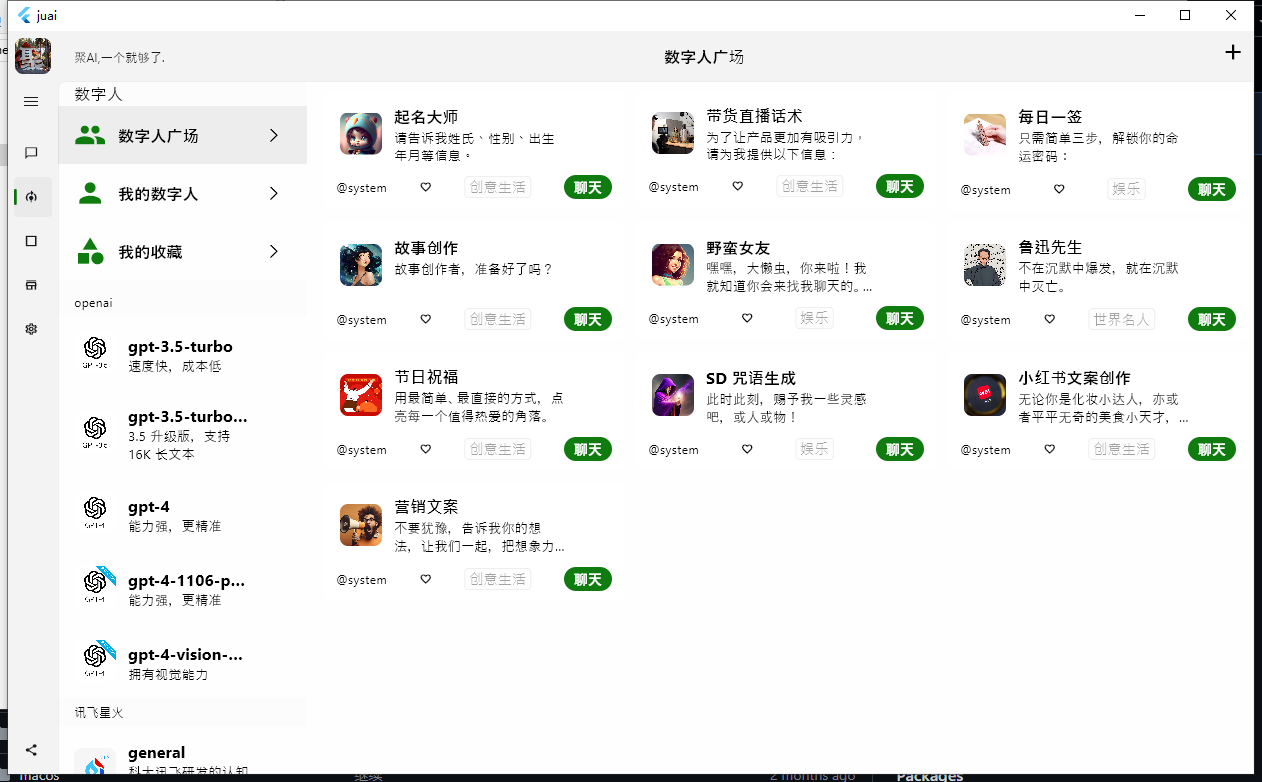 juai
聚
聚AI,一个就够了.
数字人广场
数字人
数字人广场
我的数字人
我的收藏
openai
gpt-3.5-turbo
速度快，成本低
gpt-3.5-turbo...
3.5 升级版，支持
16K 长文本
gpt-4
能力强，更精准
GPT-4
gpt-4-1106-p...
能力强，更精准
GPT-4
gpt-4-vision-...
拥有视觉能力
GPT-4
讯飞星火
general
科大讯飞研发的认知
起名大师
请告诉我姓氏、性别、出生
年月等信息。
@system
创意生活
聊天
带货直播话术
为了让产品更加有吸引力，
请为我提供以下信息：
@system
创意生活
聊天
每日一签
只需简单三步，解锁你的命
运密码：
@system
娱乐
聊天
故事创作
故事创作者，准备好了吗？
@system
创意生活
聊天
野蛮女友
嘿嘿，大懒虫，你来啦！我
就知道你会来找我聊天的。...
@system
娱乐
聊天
鲁迅先生
不在沉默中爆发，就在沉默
中灭亡。
@system
世界名人
聊天
节日祝福
用最简单、最直接的方式，点
亮每一个值得热爱的角落。
@system
创意生活
聊天
SD 咒语生成
此时此刻，赐予我一些灵感
吧，或人或物！
@system
娱乐
聊天
小红书文案创作
无论你是化妆小达人，亦或
者平平无奇的美食小天才，...
@system
创意生活
聊天
营销文案
不要犹豫，告诉我你的想
法，让我们一起，把想象力...
@system
创意生活
聊天
macos
继续
2 months ago
Packages